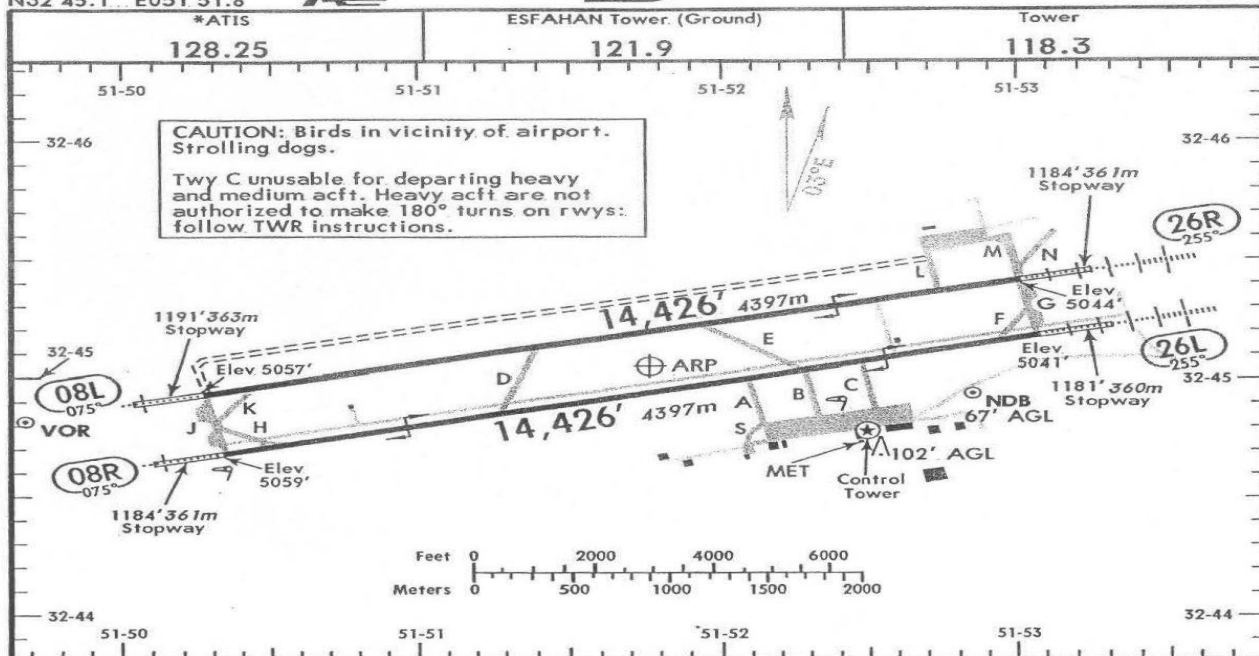 N32 45.1 E051 51.8
*ATIS
128.25
ESFAHAN Tower (Ground)
121.9
Tower
118.3
51-50
51-51
51-52
51-53
32-46
32-46
CAUTION: Birds in vicinity of airport.
Strolling dogs.
Twy C unusable for departing heavy
and medium acft. Heavy acft are not
authorized to make 180° turns on rwys:
follow TWR instructions.
03°E
1184' 361m
Stopway
26R
255°
M
N
L
Elev
5044'
G
F
14,426' 4397m
E
1191' 363m
Stopway
Elev 5057'
32-45
32-45
08L
075°
VOR
D
ARP
K
J
H
Elev
5041'
26L
255°
1181' 360m
Stopway
14,426' 4397m
A
B
C
S
NDB
67' AGL
08R
075°
Elev
5059'
1184' 361m
Stopway
MET
102' AGL
Control
Tower
Feet 0 2000 4000 6000
Meters 0 500 1000 1500 2000
32-44
32-44
51-50
51-51
51-52
51-53